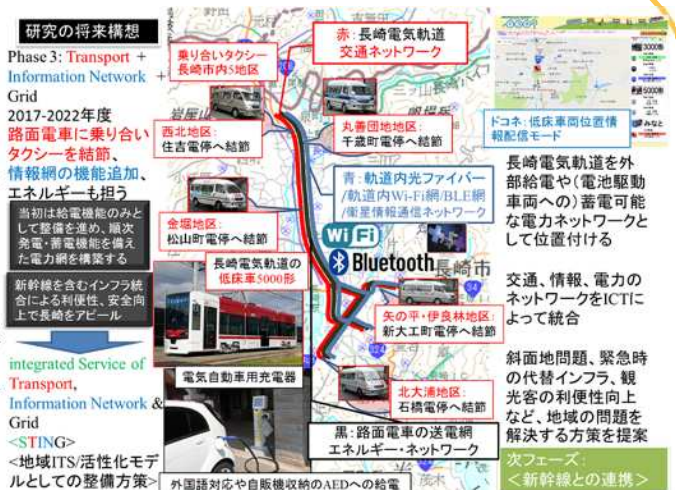 研究の将来構想
Phase 3: Transport +
Information Network +
Grid
2017-2022年度
路面電車に乗り合い
タクシーを結節、
情報網の機能追加、
エネルギーも担う
当初は給電機能のみと
して整備を進め、順次
発電・蓄電機能を備え
た電力網を構築する
新幹線を含むインフラ統
合による利便性、安全向
上で長崎をアピール
integrated Service of
Transport,
Information Network &
Grid
<STING>
<地域ITS/活性化モデ
ルとしての整備方策>
乗り合いタクシー
長崎市内5地区
赤:長崎電気軌道
交通ネットワーク
岩屋山
西北地区:
住吉電停へ結節
丸善団地地区:
千歳町電停へ結節
青:軌道内光ファイバー
/軌道内Wi-Fi網/BLE網
/衛星情報通信ネットワーク
金堀地区:
松山町電停へ結節
WiFi
Bluetooth
長崎市
長崎電気軌道の
低床車5000形
矢の平・伊良林地区:
新大工町電停へ結節
電気自動車用充電器
北大浦地区:
石橋電停へ結節
黒:路面電車の送電網
エネルギー・ネットワーク
外国語対応や自販機収納のAEDへの給電
3000形
5000形
みなと
ドコネ:低床車両位置情
報配信モード
長崎電気軌道を外
部給電や(電池駆動
車両への)蓄電可能
な電力ネットワークと
して位置付ける
交通、情報、電力の
ネットワークをICTに
よって統合
斜面地問題、緊急時
の代替インフラ、観
光客の利便性向上
など、地域の問題を
解決する方策を提案
次フェーズ:
<新幹線との連携>